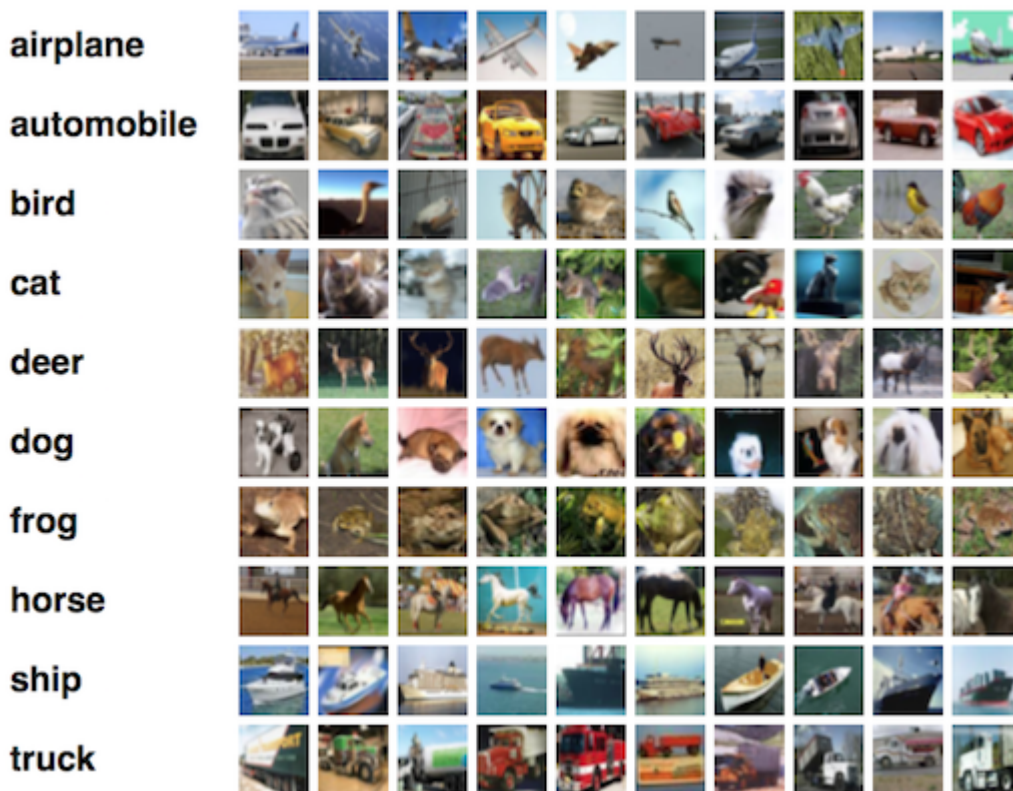 airplane
automobile
bird
cat
deer
dog
frog
horse
ship
truck